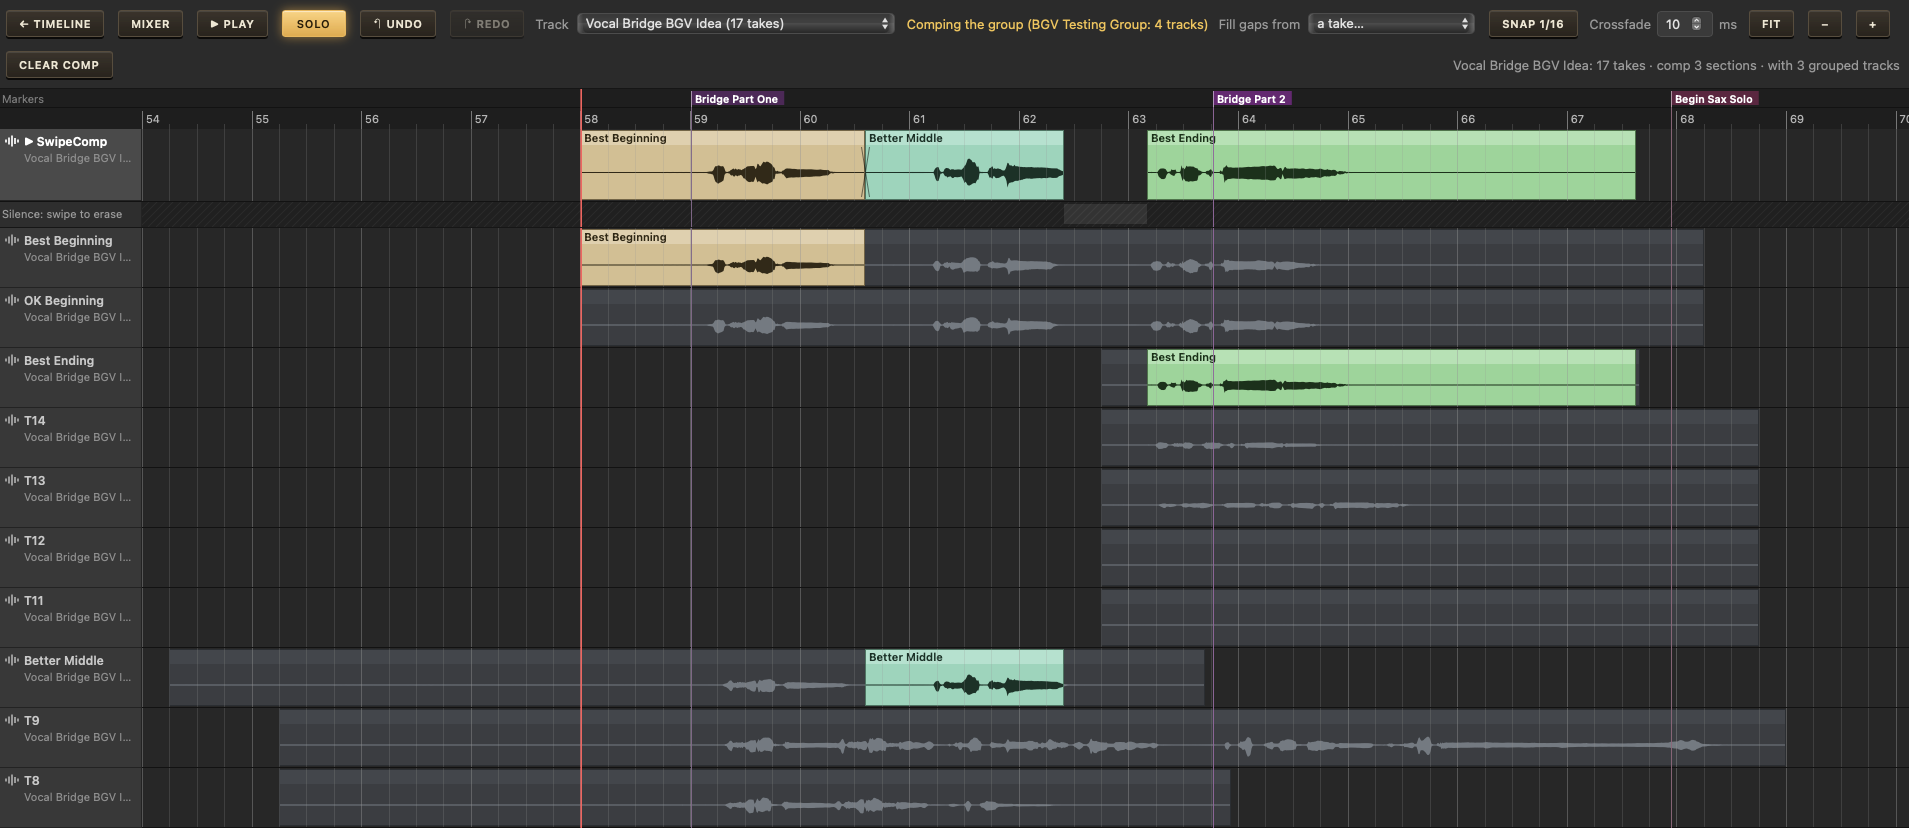 ← TIMELINE MIXER ▶ PLAY SOLO UNDO REDO Track Vocal Bridge BGV Idea (17 takes) Comping the group (BGV Testing Group: 4 tracks) Fill gaps from a take... SNAP 1/16 Crossfade 10 ms FIT − +
CLEAR COMP Vocal Bridge BGV Idea: 17 takes · comp 3 sections · with 3 grouped tracks
Markers Bridge Part One Bridge Part 2 Begin Sax Solo
54 55 56 57 58 59 60 61 62 63 64 65 66 67 68 69 70
▶ SwipeComp Best Beginning Better Middle Best Ending
Vocal Bridge BGV I...
Silence: swipe to erase
Best Beginning Best Beginning
Vocal Bridge BGV I...
OK Beginning
Vocal Bridge BGV I...
Best Ending Best Ending
Vocal Bridge BGV I...
T14
Vocal Bridge BGV I...
T13
Vocal Bridge BGV I...
T12
Vocal Bridge BGV I...
T11
Vocal Bridge BGV I...
Better Middle Better Middle
Vocal Bridge BGV I...
T9
Vocal Bridge BGV I...
T8
Vocal Bridge BGV I...